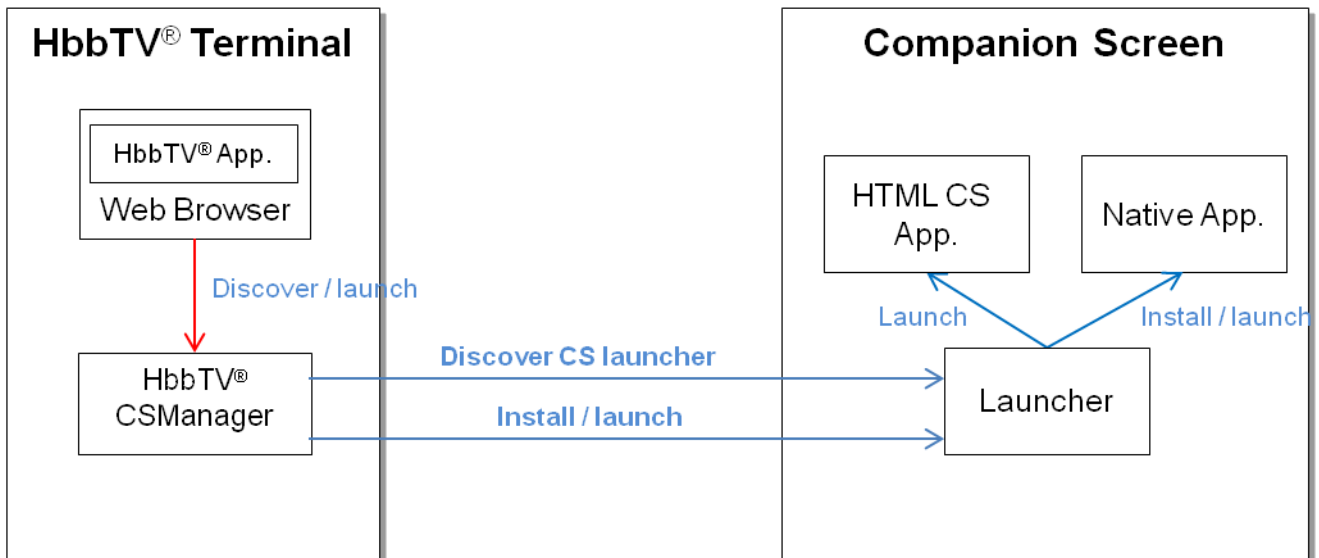 HbbTV® Terminal
HbbTV® App.
Web Browser
Discover / launch
HbbTV®
CSManager
Discover CS launcher
Install / launch
Companion Screen
HTML CS
App.
Native App.
Launch
Install / launch
Launcher